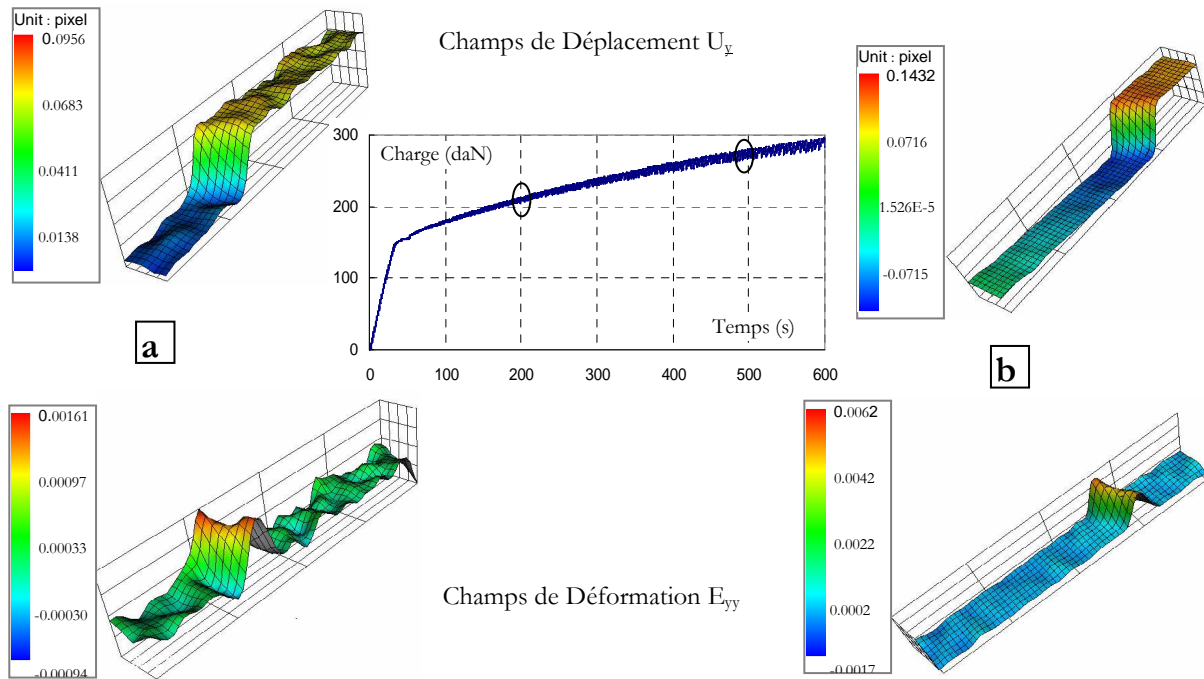 Unit : pixel
0.0956
0.0683
0.0411
0.0138
a
Champs de Déplacement Uy
Charge (daN)
300
200
100
0
Temps (s)
0 100 200 300 400 500 600
Unit : pixel
0.1432
0.0716
1.526E-5
-0.0715
b
0.00161
0.00097
0.00033
-0.00030
-0.00094
Champs de Déformation Eyy
0.0062
0.0042
0.0022
0.0002
-0.0017